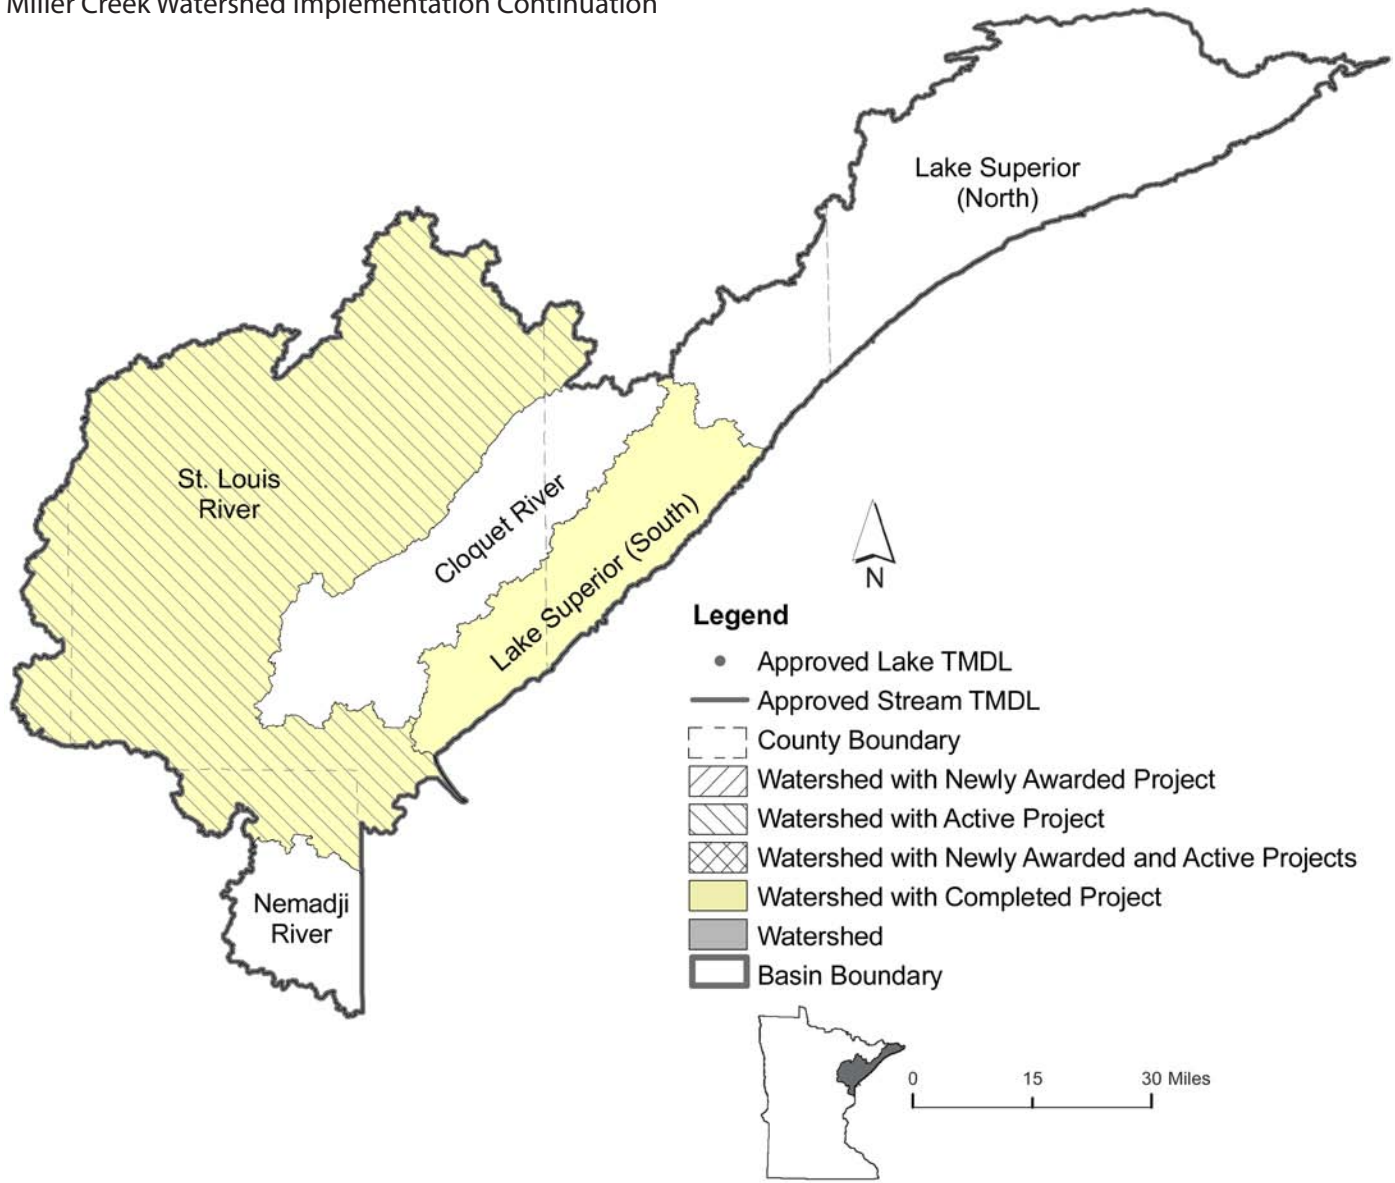 Miller Creek Watershed Implementation Continuation
Lake Superior
(North)
St. Louis
River
Cloquet River
Lake Superior (South)
N
Nemadji
River
Legend
Approved Lake TMDL
Approved Stream TMDL
County Boundary
Watershed with Newly Awarded Project
Watershed with Active Project
Watershed with Newly Awarded and Active Projects
Watershed with Completed Project
Watershed
Basin Boundary
0 15 30 Miles